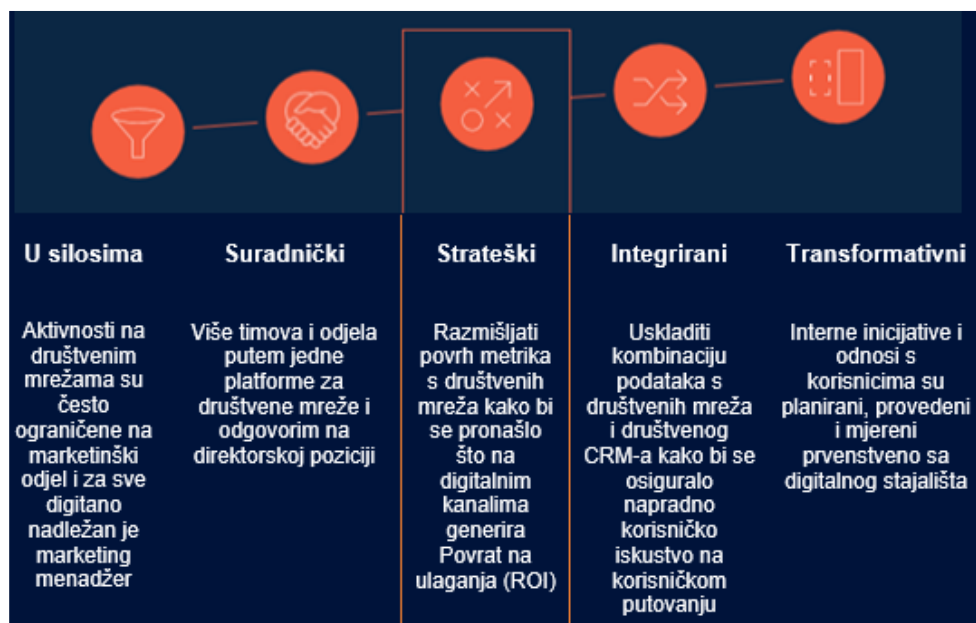 U silosima
Aktivnosti na
društvenim
mrežama su
često
ograničene na
marketinški
odjel i za sve
digitano
nadležan je
marketing
menadžer
Suradnički
Više timova i odjela
putem jedne
platforme za
društvene mreže i
odgovorim na
direktorskoj poziciji
Strateški
Razmišljati
povrh metrika
s društvenih
mreža kako bi
se pronašlo
što na
digitalnim
kanalima
generira
Povrat na
ulaganja (ROI)
Integrirani
Uskladiti
kombinaciju
podataka s
društvenih mreža
i društvenog
CRM-a kako bi se
osiguralo
napradno
korisničko
iskustvo na
korisničkom
putovanju
Transformativni
Interne inicijative i
odnosi s
korisnicima su
planirani, provedeni
i mjereni
prvenstveno sa
digitalnog stajališta